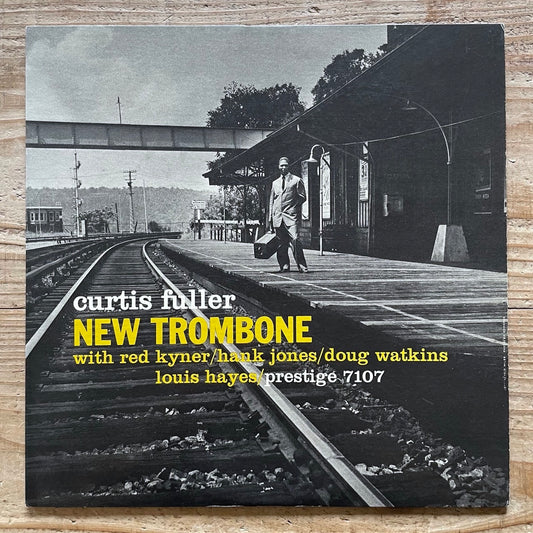 curtis fuller
NEW TROMBONE
with red kyner/hank jones/doug watkins
louis hayes/prestige 7107